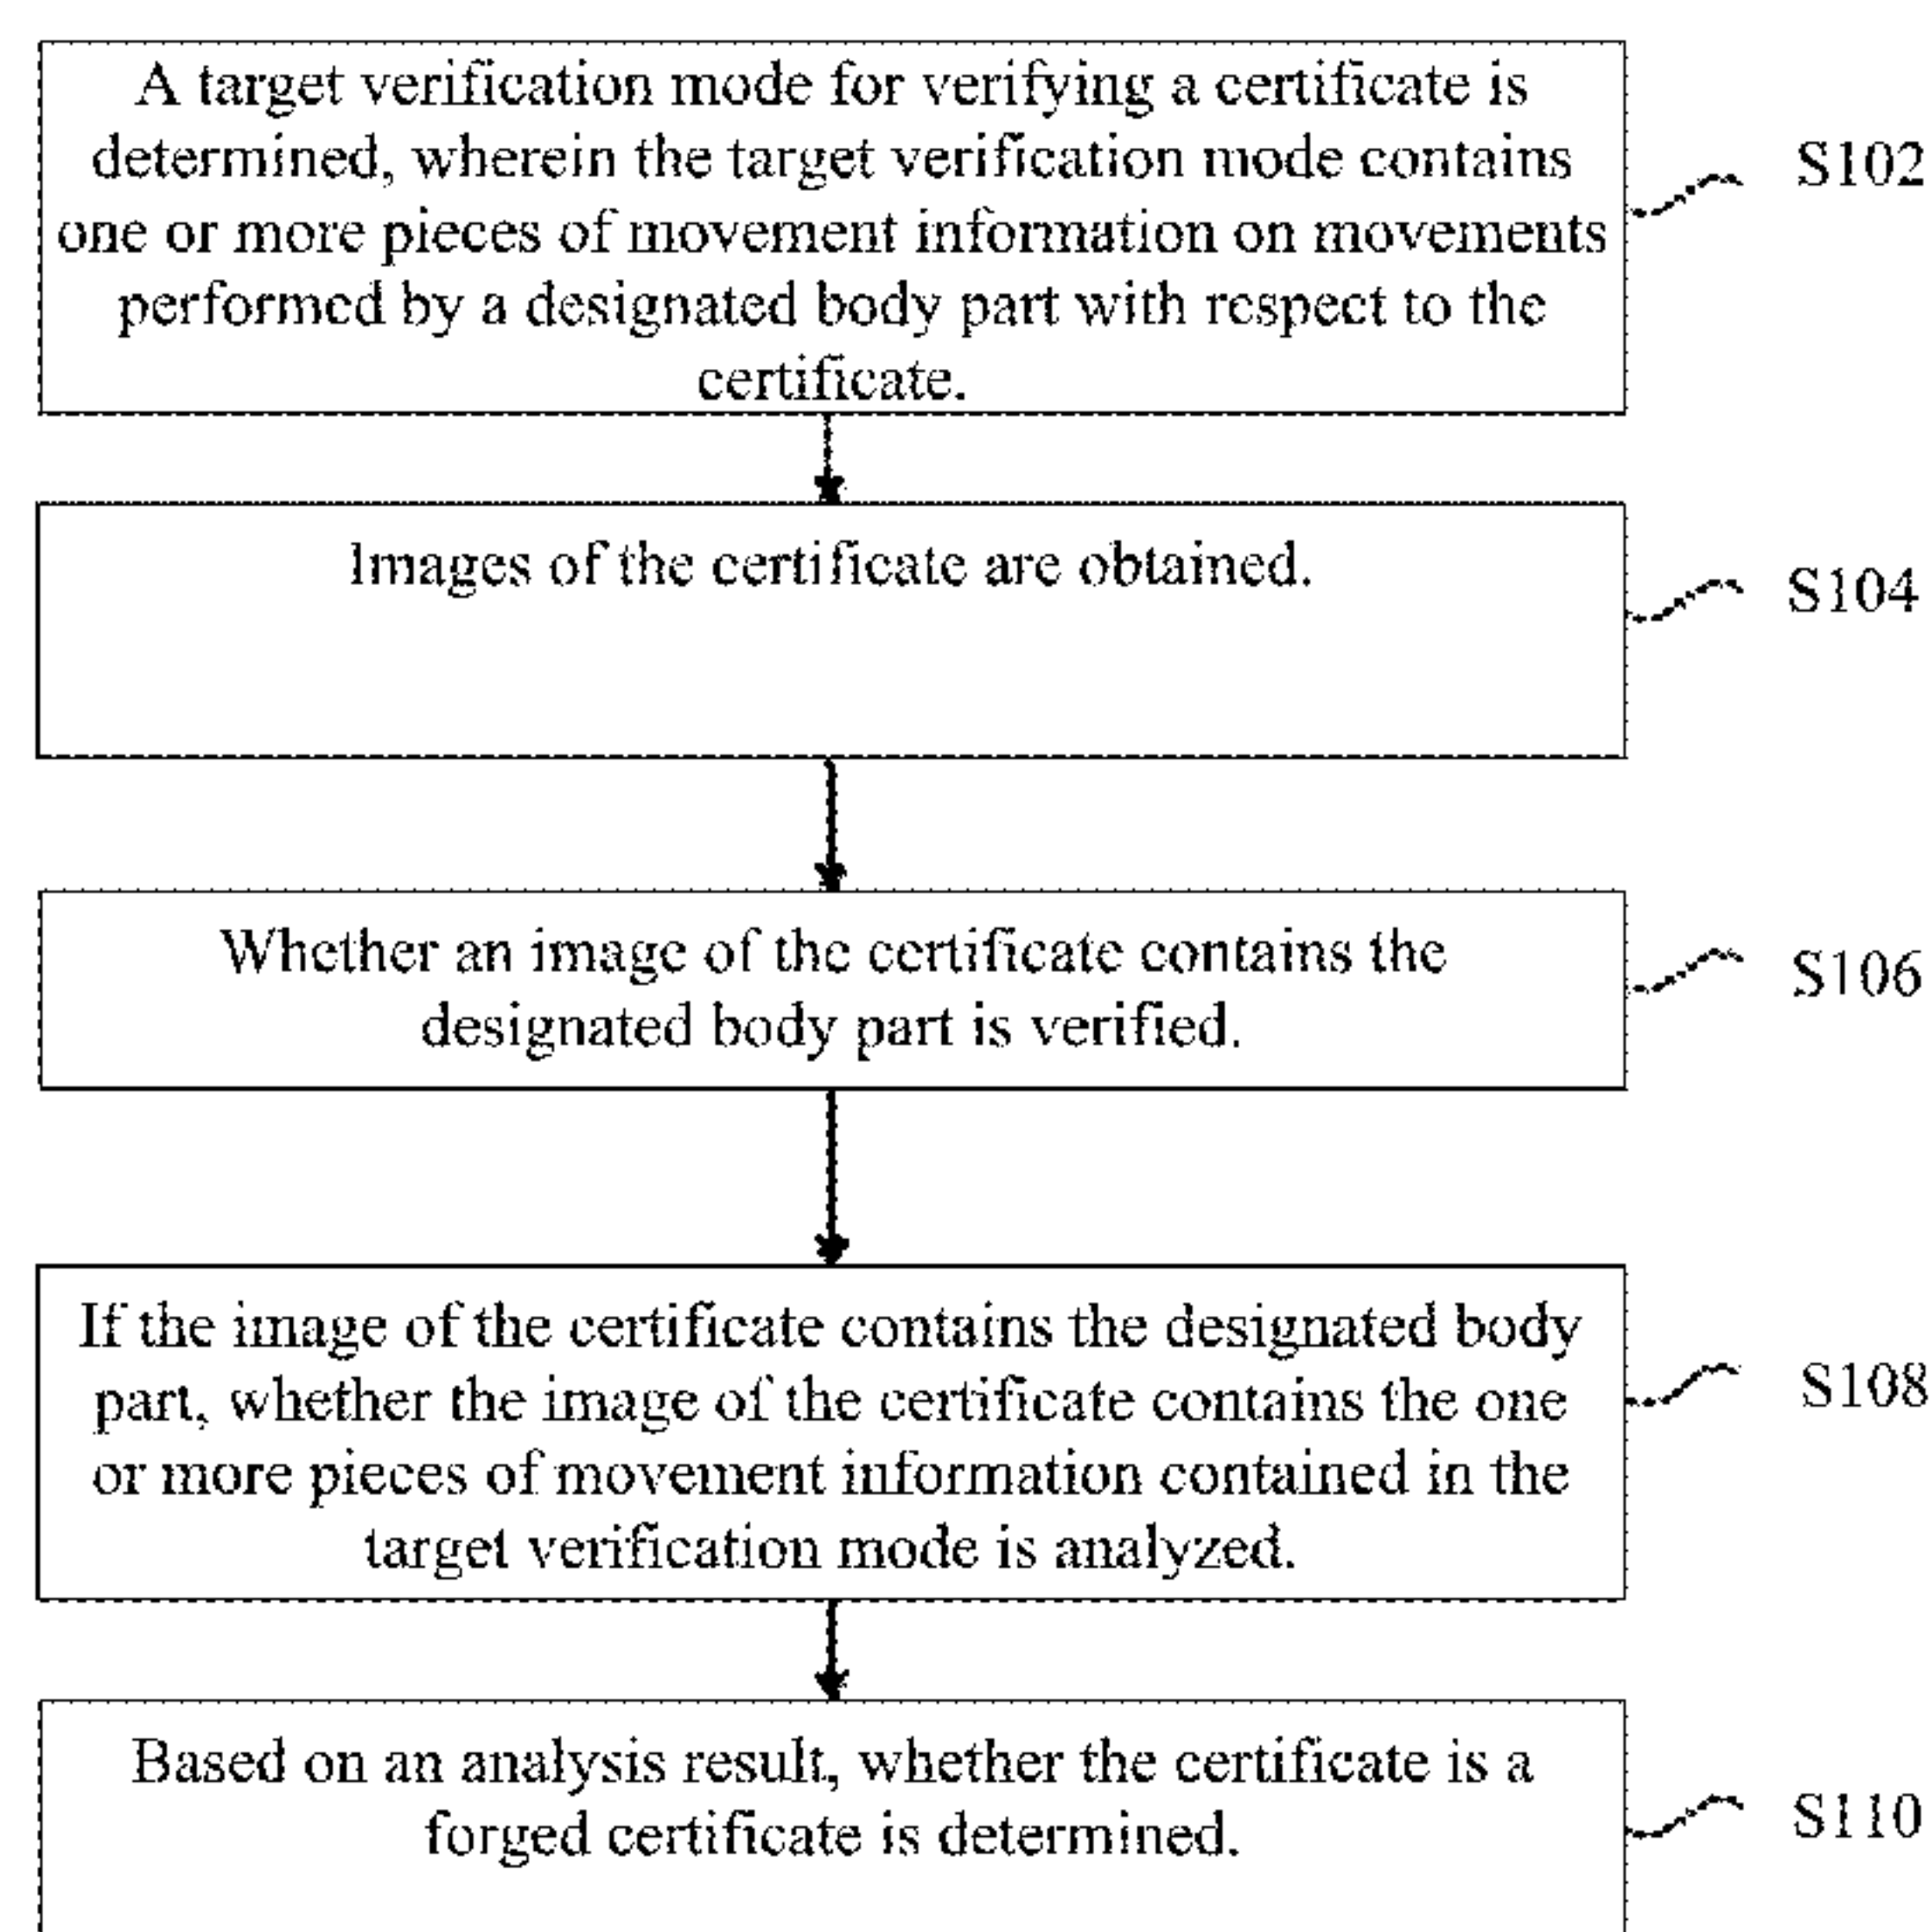 A target verification mode for verifying a certificate is
determined, wherein the target verification mode contains
one or more pieces of movement information on movements
performed by a designated body part with respect to the
certificate.
S102
Images of the certificate are obtained.
S104
Whether an image of the certificate contains the
designated body part is verified.
S106
If the image of the certificate contains the designated body
part, whether the image of the certificate contains the one
or more pieces of movement information contained in the
target verification mode is analyzed.
S108
Based on an analysis result, whether the certificate is a
forged certificate is determined.
S110